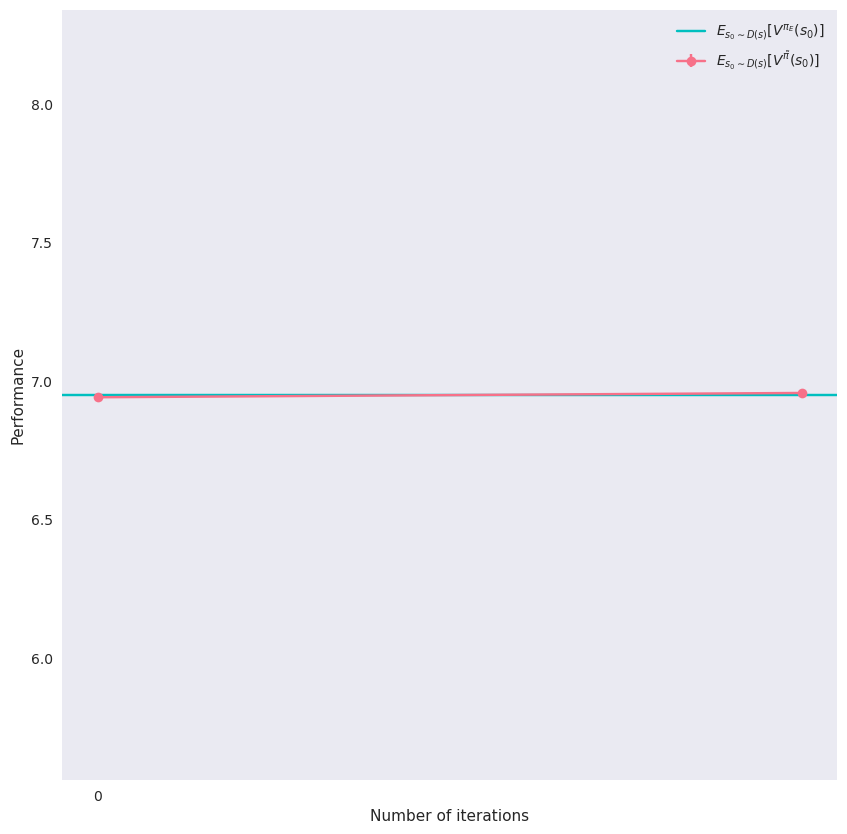 $E_{s_0 \sim D(s)}[V^{\pi_E}(s_0)]$
$E_{s_0 \sim D(s)}[V^{\tilde{\pi}}(s_0)]$
8.0
7.5
7.0
6.5
6.0
Performance
0
Number of iterations